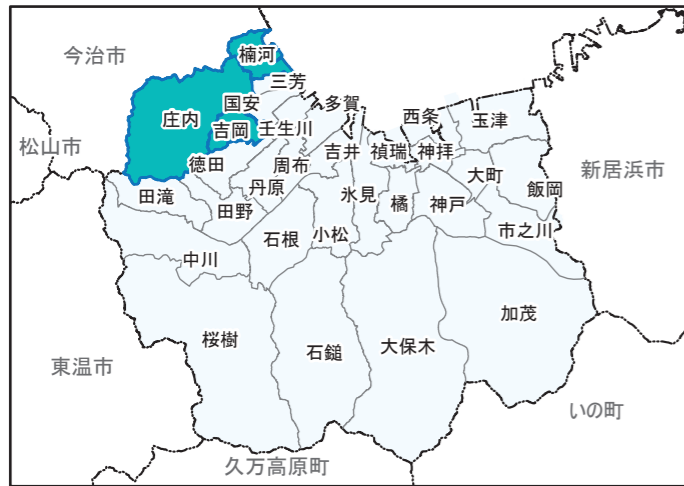 今治市
楠河
三芳
国安
多賀
庄内
西条
玉津
吉岡
壬生川
松山市
徳田
周布
吉井
禎瑞
神拝
新居浜市
大町
飯岡
田滝
丹原
氷見
橘
神戸
田野
市之川
石根
小松
中川
加茂
桜樹
石鎚
大保木
東温市
いの町
久万高原町